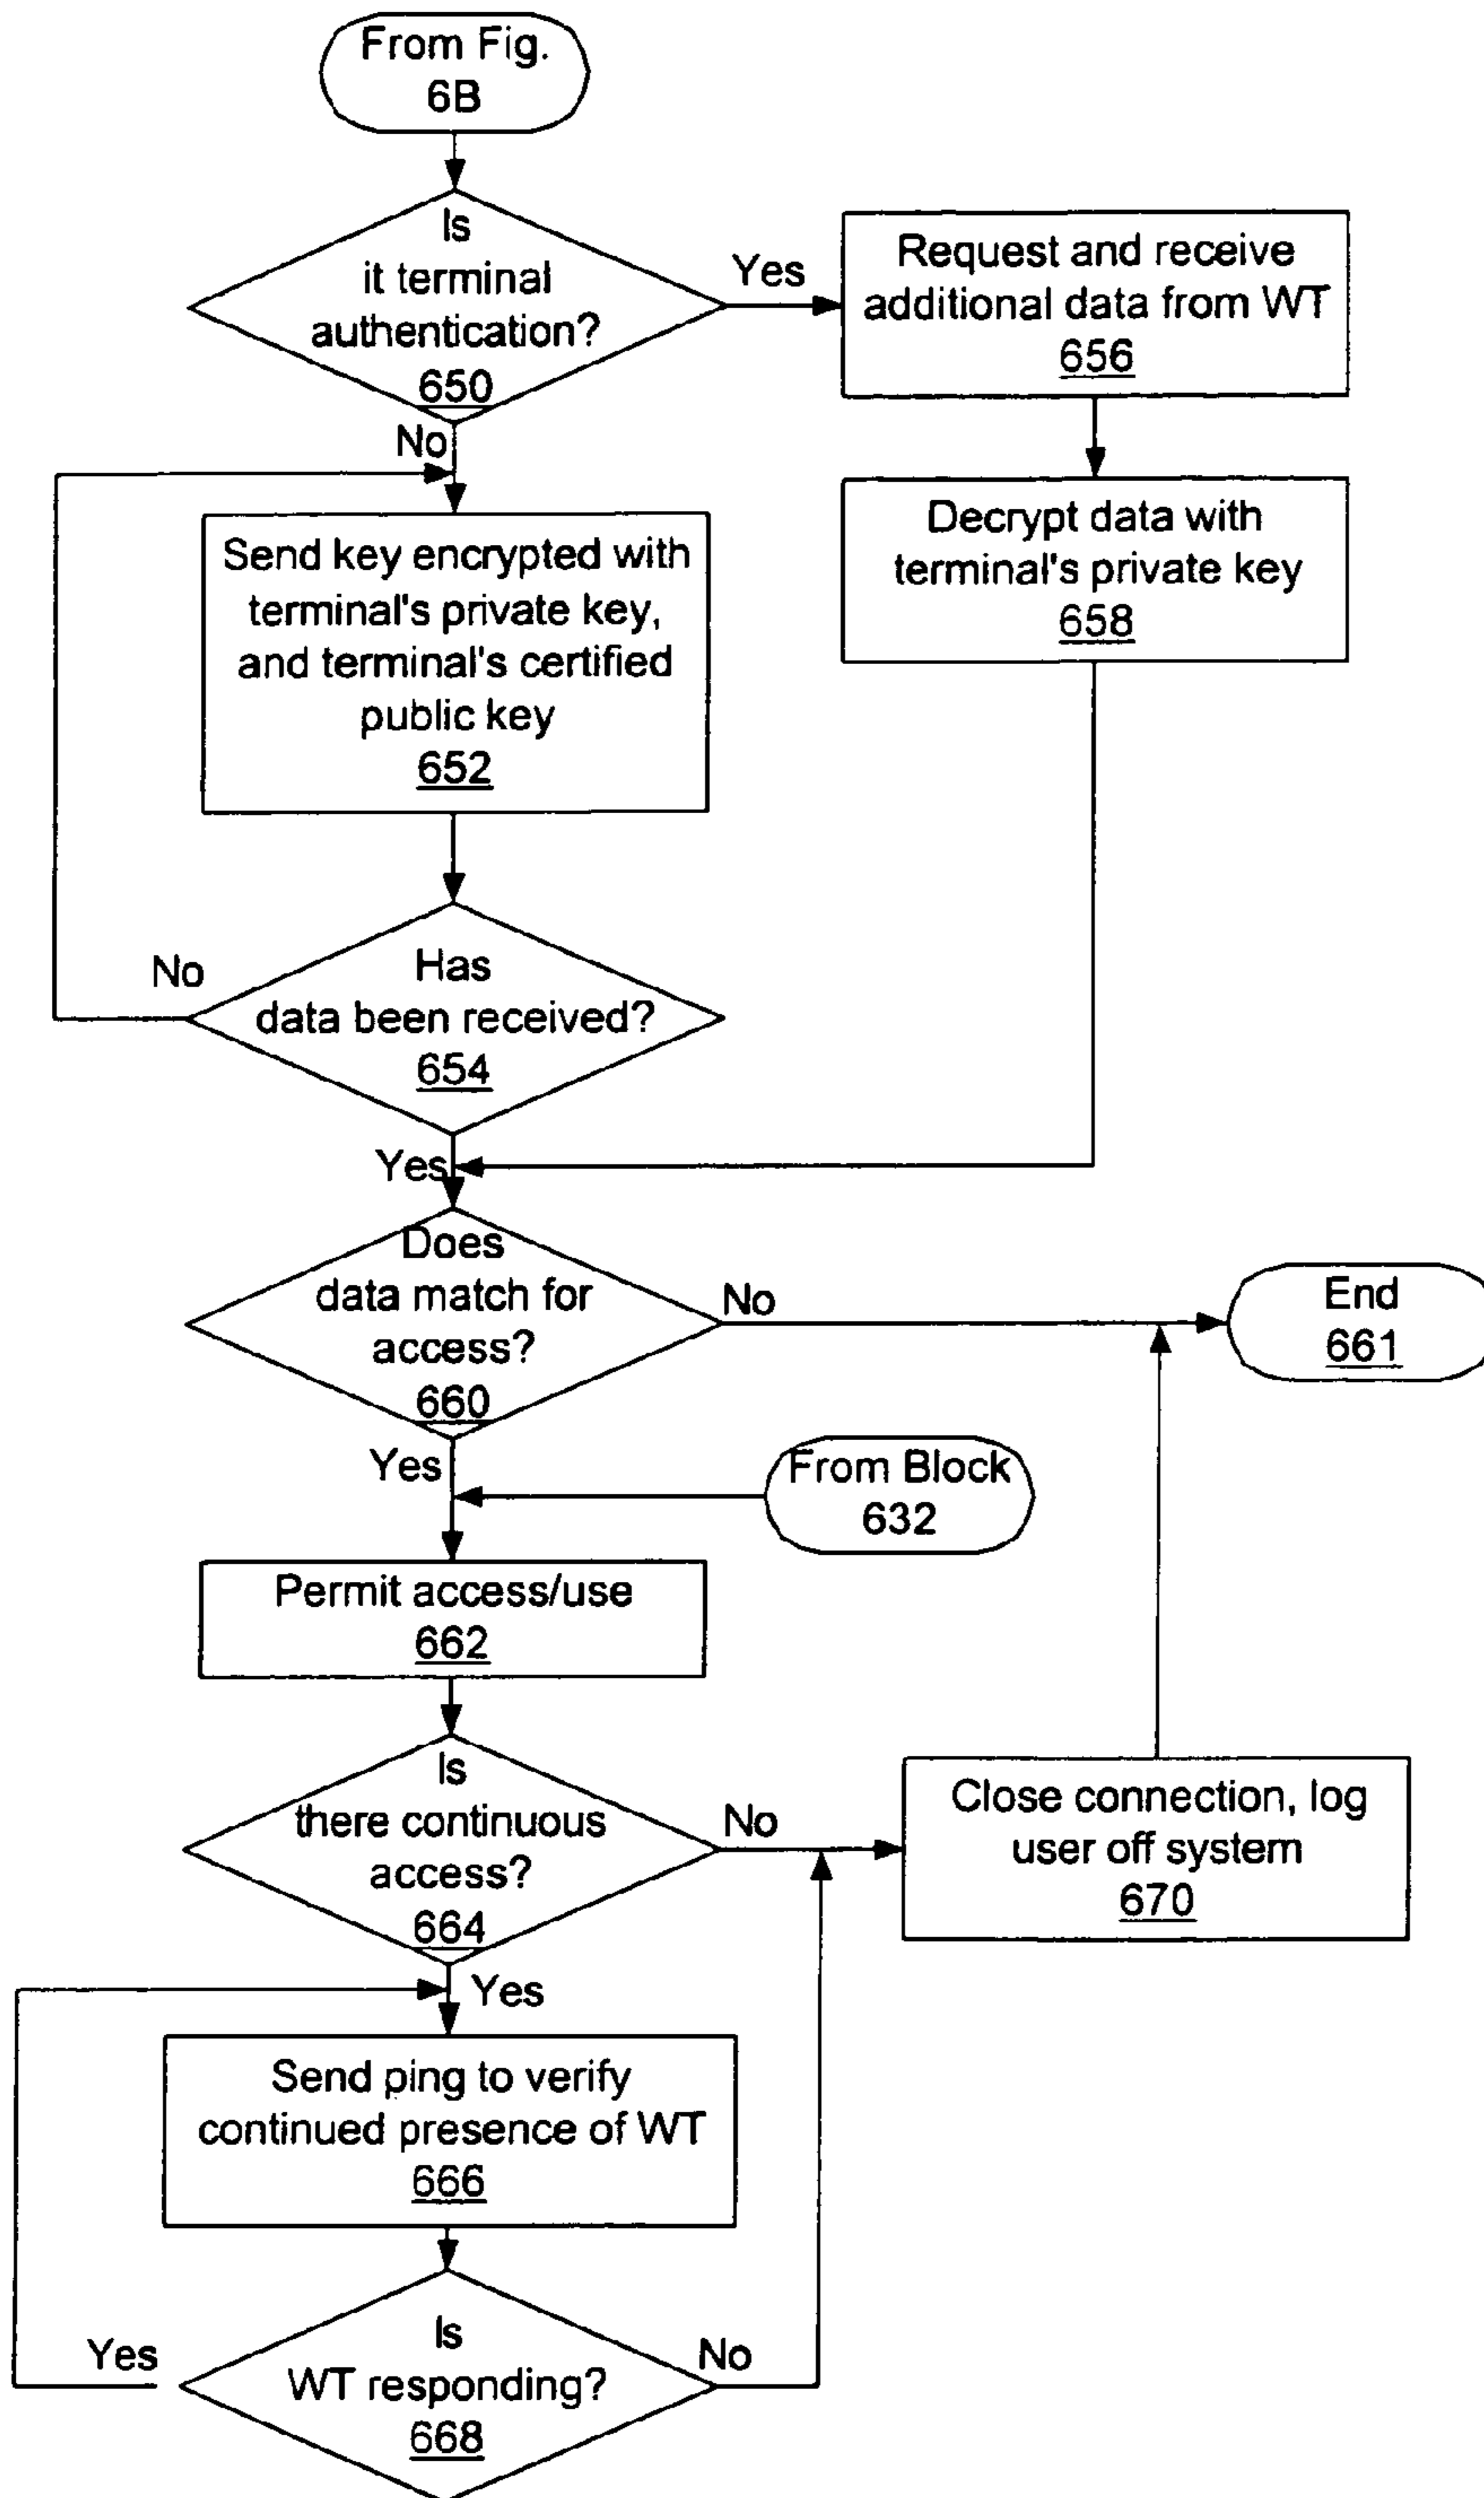 From Fig.
6B
Is
it terminal
authentication?
650
Yes
Request and receive
additional data from WT
656
No
Decrypt data with
terminal's private key
658
Send key encrypted with
terminal's private key,
and terminal's certified
public key
652
No
Has
data been received?
654
Yes
Does
data match for
access?
660
No
End
661
Yes
From Block
632
Permit access/use
662
Is
there continuous
access?
664
No
Close connection, log
user off system
670
Yes
Send ping to verify
continued presence of WT
666
Yes
Is
WT responding?
668
No